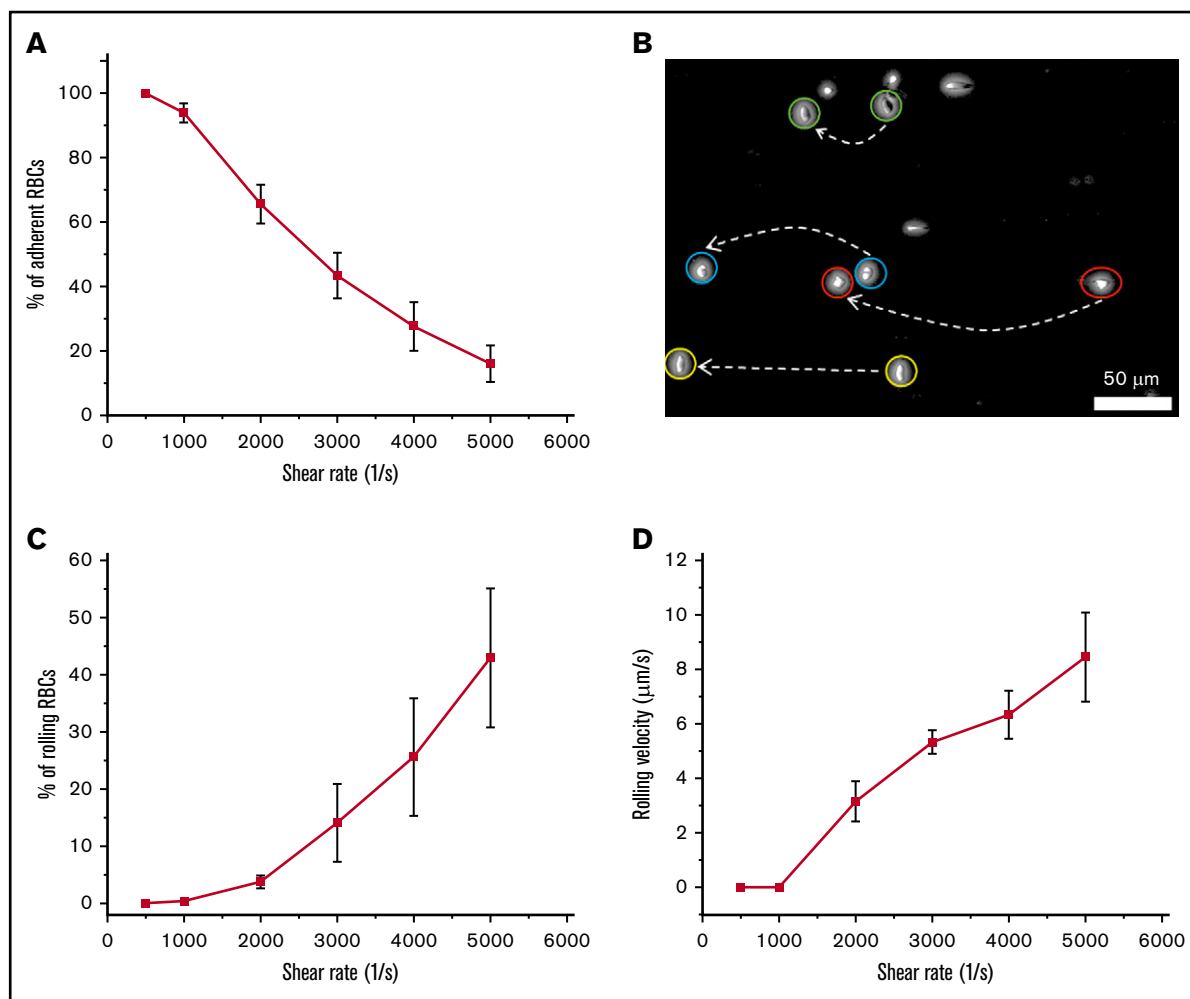 A
100
80
60
40
20
0
% of adherent RBCs
0 1000 2000 3000 4000 5000 6000
Shear rate (1/s)
B
50 μm
C
60
50
40
30
20
10
0
% of rolling RBCs
0 1000 2000 3000 4000 5000 6000
Shear rate (1/s)
D
12
10
8
6
4
2
0
Rolling velocity (μm/s)
0 1000 2000 3000 4000 5000 6000
Shear rate (1/s)